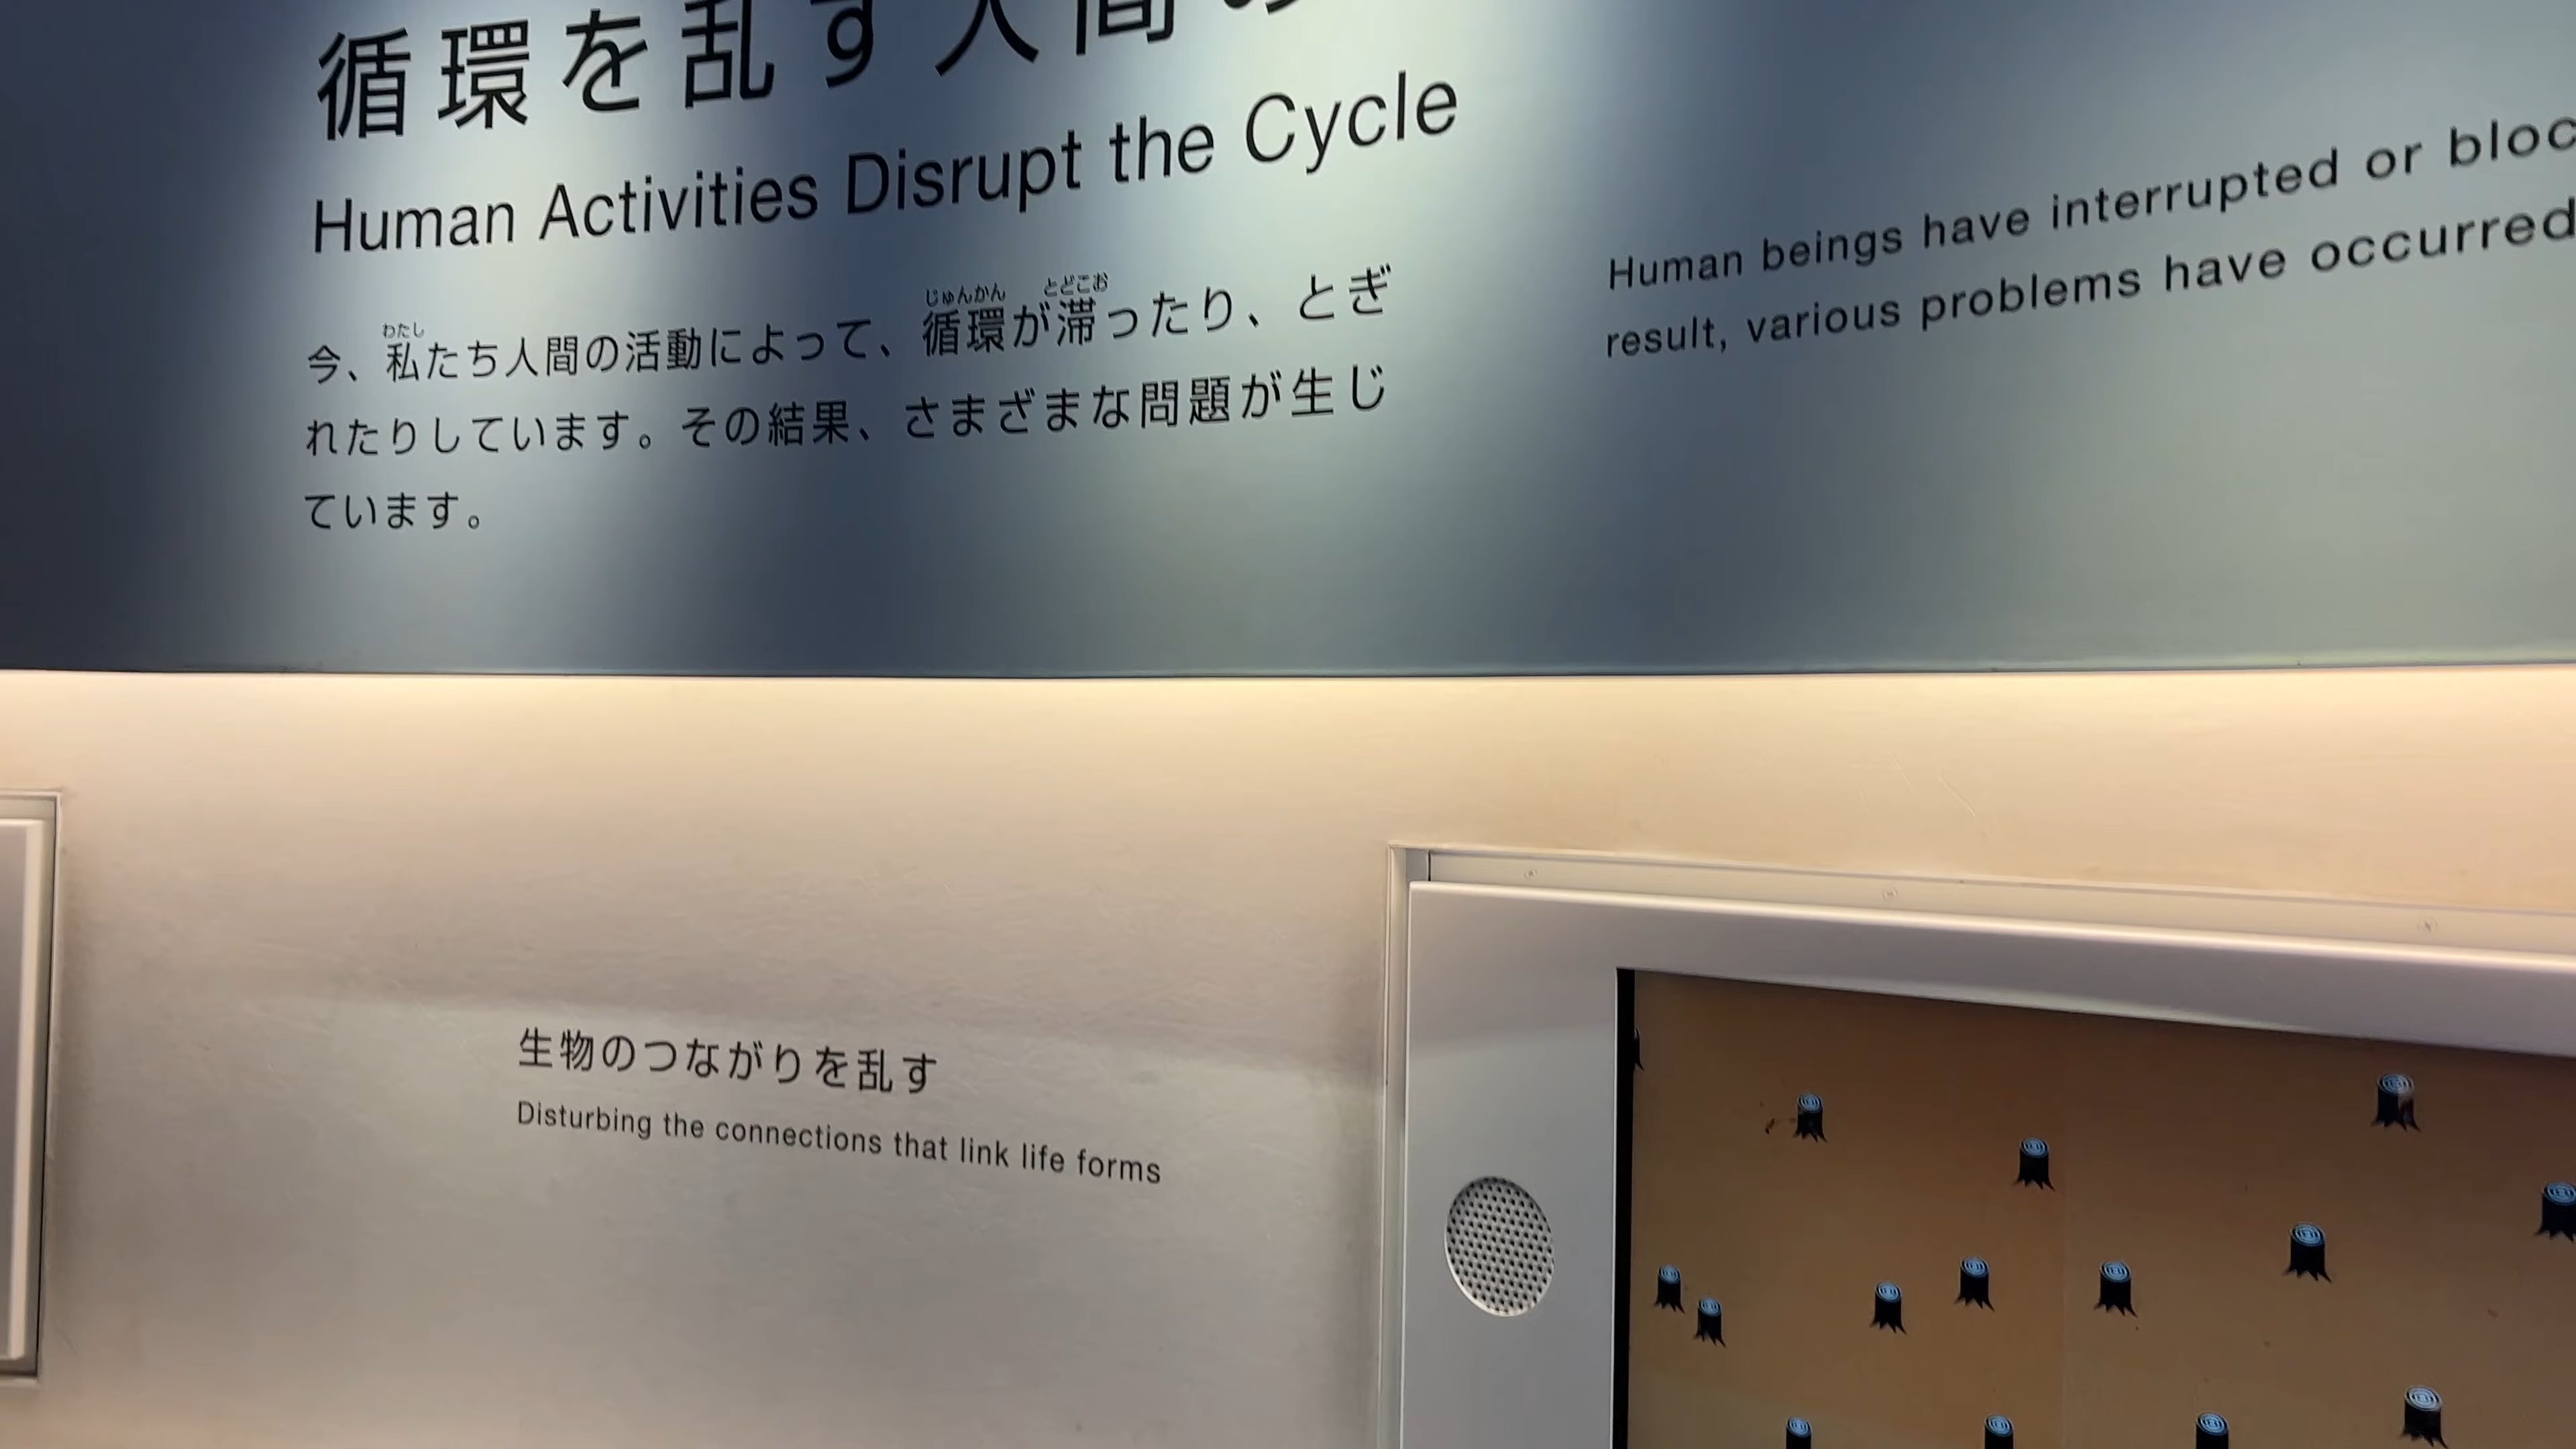 循環を乱す人間の
Human Activities Disrupt the Cycle
今、私たち人間の活動によって、循環が滞ったり、とぎ
れたりしています。その結果、さまざまな問題が生じ
ています。
Human beings have interrupted or
result, various problems have occurred
生物のつながりを乱す
Disturbing the connections that link life forms